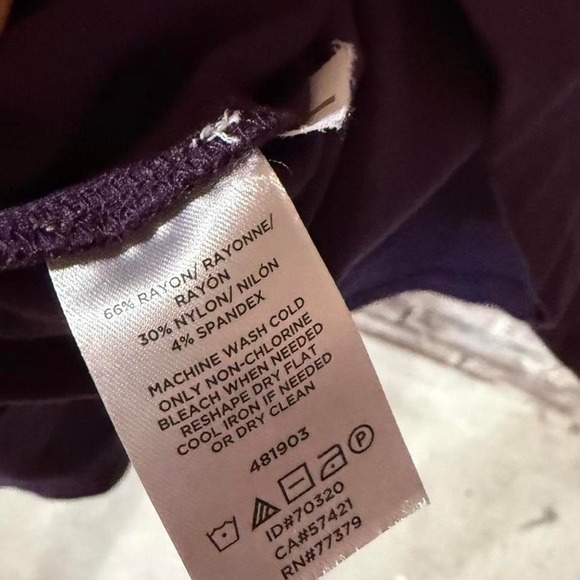 66% RAYON/ RAYONNE/
RAYÓN
30% NYLON/ NILÓN
4% SPANDEX
MACHINE WASH COLD
ONLY NON-CHLORINE
BLEACH WHEN NEEDED
RESHAPE DRY FLAT
COOL IRON IF NEEDED
OR DRY CLEAN
481903
P
ID#70320
CA#57421
RN#77379